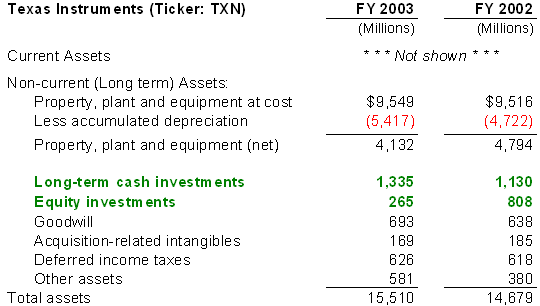 Texas Instruments (Ticker: TXN) FY 2003 FY 2002
(Millions) (Millions)
Current Assets * * * Not shown * * *
Non-current (Long term) Assets:
Property, plant and equipment at cost $9,549 $9,516
Less accumulated depreciation (5,417) (4,722)
Property, plant and equipment (net) 4,132 4,794
Long-term cash investments 1,335 1,130
Equity investments 265 808
Goodwill 693 638
Acquisition-related intangibles 169 185
Deferred income taxes 626 618
Other assets 581 380
Total assets 15,510 14,679